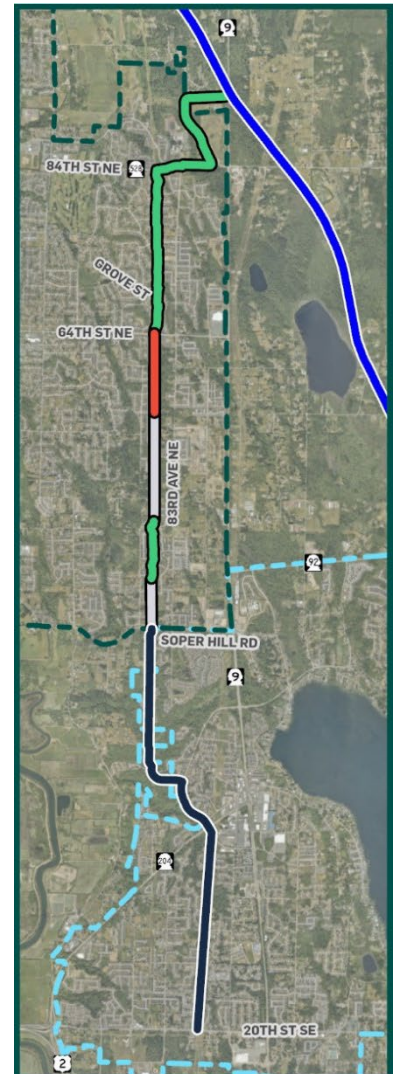 9
84TH ST NE
528
GROVE ST
64TH ST NE
83RD AVE NE
92
SOPER HILL RD
9
204
20TH ST SE
2